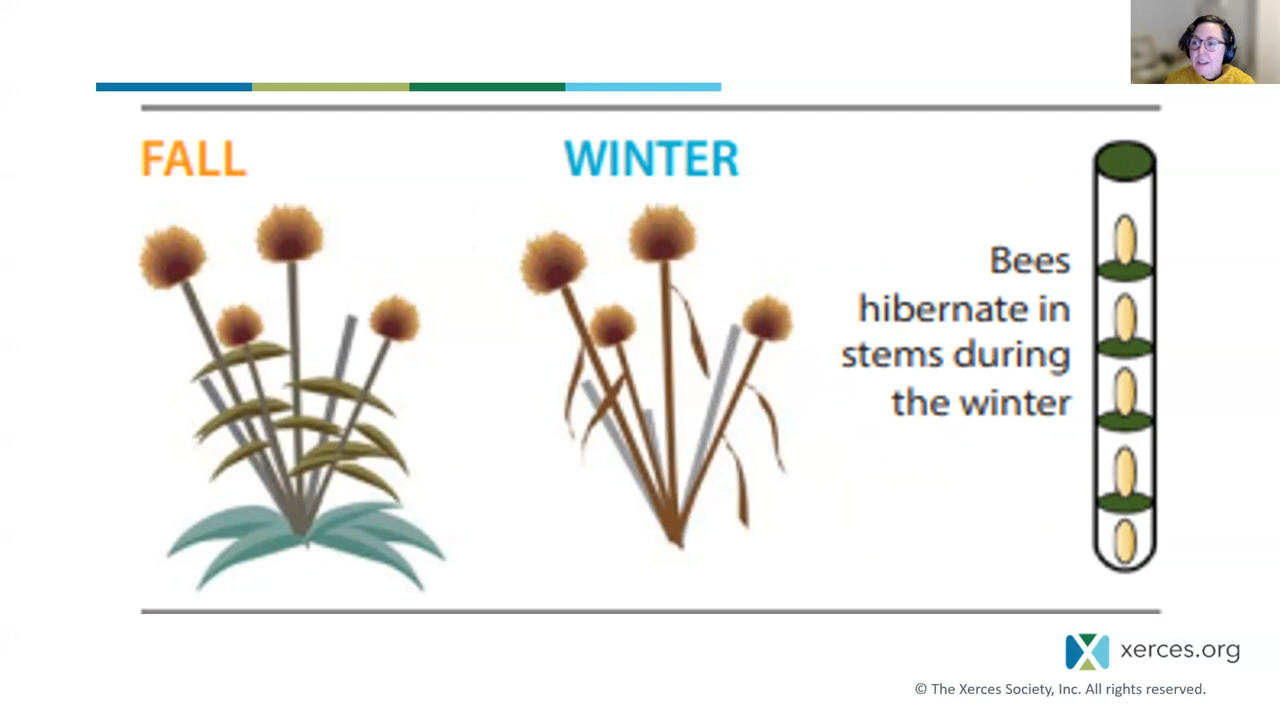 FALL
WINTER
Bees
hibernate in
stems during
the winter
xerces.org
© The Xerces Society, Inc. All rights reserved.